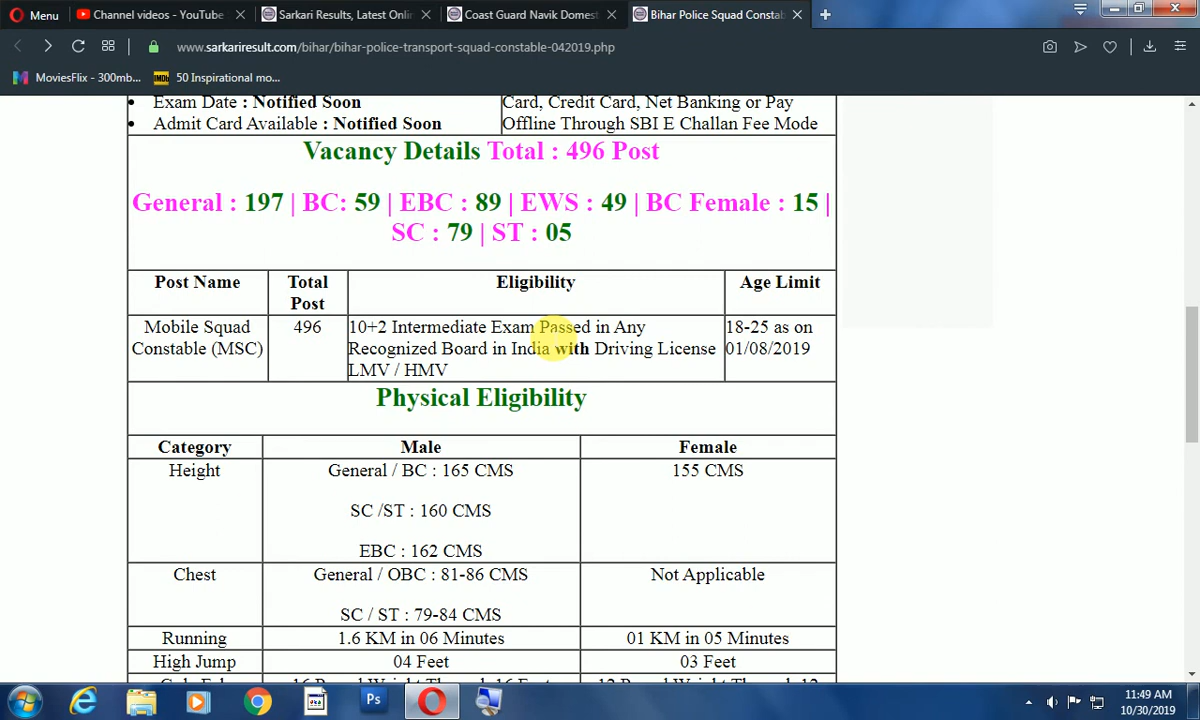 Menu
Channel videos - YouTube
Sarkari Results, Latest Onlin
Coast Guard Navik Domest
Bihar Police Squad Constab
www.sarkariresult.com/bihar/bihar-police-transport-squad-constable-042019.php
MoviesFlix - 300mb...
IMDb 50 Inspirational mo...
Exam Date : Notified Soon
Admit Card Available : Notified Soon
Card, Credit Card, Net Banking or Pay
Offline Through SBI E Challan Fee Mode
Vacancy Details Total : 496 Post
General : 197 | BC: 59 | EBC : 89 | EWS : 49 | BC Female : 15 |
SC : 79 | ST : 05
Post Name
Total
Post
Eligibility
Age Limit
Mobile Squad
Constable (MSC)
496
10+2 Intermediate Exam Passed in Any
Recognized Board in India with Driving License
LMV / HMV
18-25 as on
01/08/2019
Physical Eligibility
Category
Male
Female
Height
General / BC : 165 CMS
SC /ST : 160 CMS
EBC : 162 CMS
155 CMS
Chest
General / OBC : 81-86 CMS
SC / ST : 79-84 CMS
Not Applicable
Running
1.6 KM in 06 Minutes
01 KM in 05 Minutes
High Jump
04 Feet
03 Feet
Ps
11:49 AM
10/30/2019